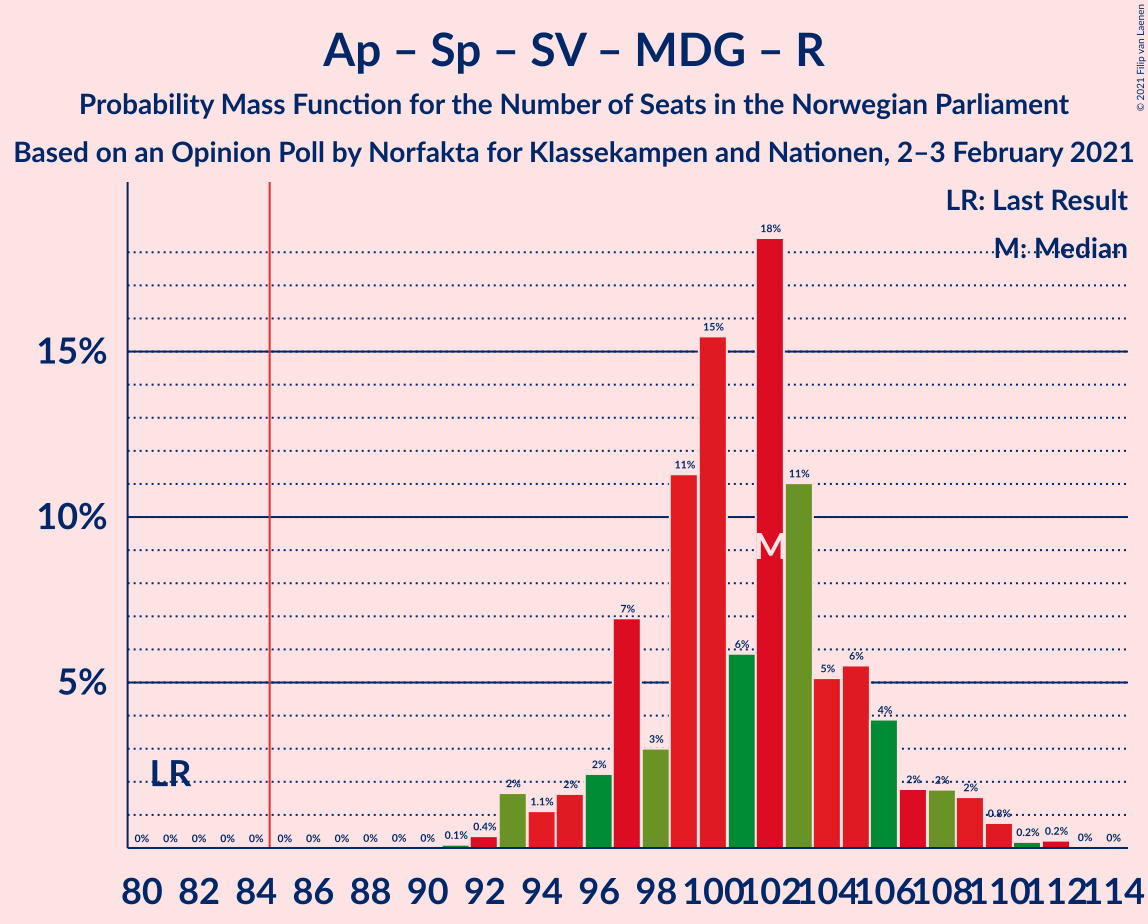 Ap – Sp – SV – MDG – R
Probability Mass Function for the Number of Seats in the Norwegian Parliament
Based on an Opinion Poll by Norfakta for Klassekampen and Nationen, 2–3 February 2021
© 2021 Filip van Laenen
LR: Last Result
M: Median
15%
10%
5%
LR
M
0% 0% 0% 0% 0% 0% 0% 0% 0% 0% 0% 0.1% 0.4% 2% 1.1% 2% 2% 7% 3% 11% 15% 6% 18% 11% 5% 6% 4% 2% 2% 2% 0.8% 0.2% 0.2% 0% 0%
80 82 84 86 88 90 92 94 96 98 100 102 104 106 108 110 112 114